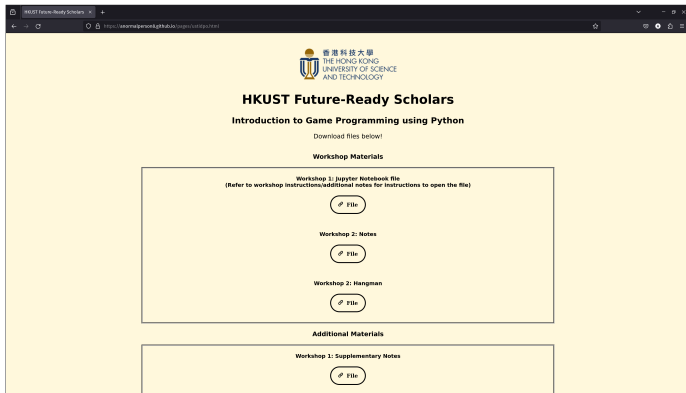 HKUST Future-Ready Scholars
https://anormalperson8.github.io/pages/ustdpo.html
香港科技大學
THE HONG KONG
UNIVERSITY OF SCIENCE
AND TECHNOLOGY
HKUST Future-Ready Scholars
Introduction to Game Programming using Python
Download files below!
Workshop Materials
Workshop 1: Jupyter Notebook file
(Refer to workshop instructions/additional notes for instructions to open the file)
File
Workshop 2: Notes
File
Workshop 2: Hangman
File
Additional Materials
Workshop 1: Supplementary Notes
File